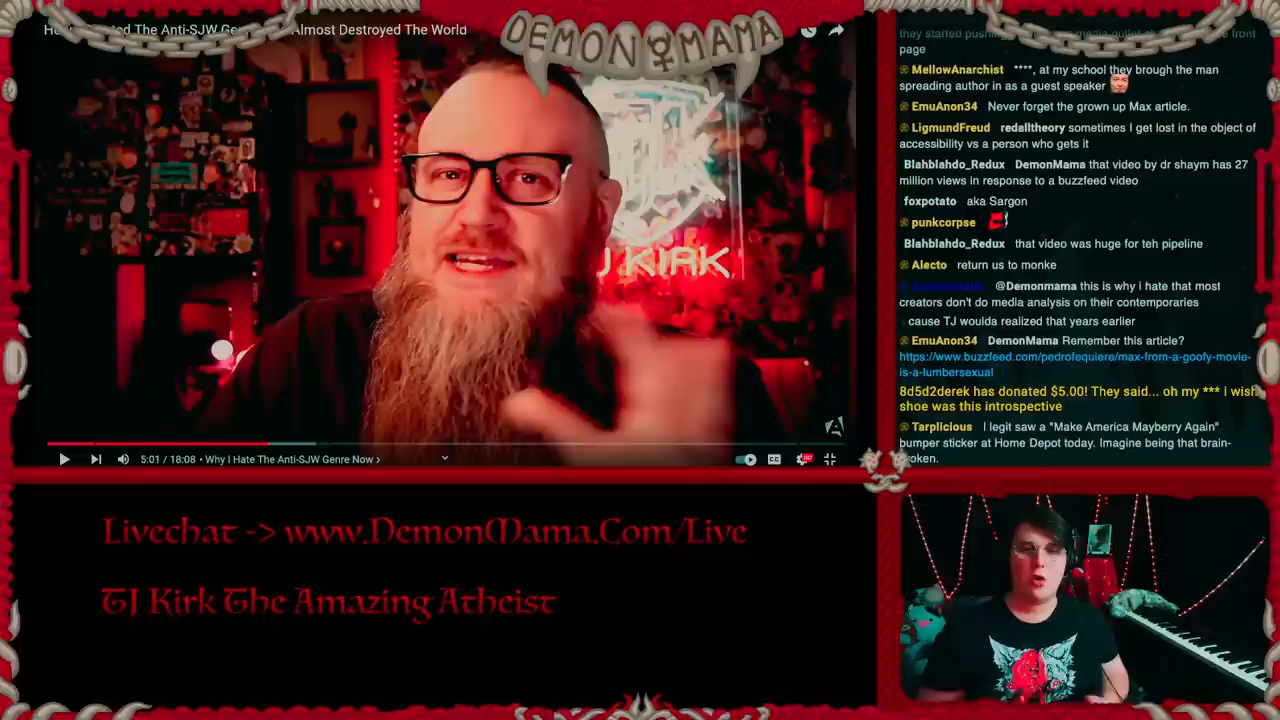 ted The Anti-SJW Ge Almost Destroyed The World
DEMON MAMA
J KIRK
5:01 / 18:08 • Why I Hate The Anti-SJW Genre Now ›
CC
they started pushing
page
MellowAnarchist ****, at my school they brough the man
spreading author in as a guest speaker
EmuAnon34 Never forget the grown up Max article.
LigmundFreud redalltheory sometimes I get lost in the object of
accessibility vs a person who gets it
Blahblahdo_Redux DemonMama that video by dr shaym has 27
million views in response to a buzzfeed video
foxpotato aka Sargon
punkcorpse
Blahblahdo_Redux that video was huge for teh pipeline
Alecto return us to monke
@Demonmama this is why i hate that most
creators don't do media analysis on their contemporaries
cause TJ woulda realized that years earlier
EmuAnon34 DemonMama Remember this article?
https://www.buzzfeed.com/pedrofequiere/max-from-a-goofy-movie-
is-a-lumbersexual
8d5d2derek has donated $5.00! They said... oh my *** i wish
shoe was this introspective
Tarplicious I legit saw a "Make America Mayberry Again"
bumper sticker at Home Depot today. Imagine being that brain-
oken.
Livechat -> www.DemonMama.Com/Live
TJ Kirk The Amazing Atheist